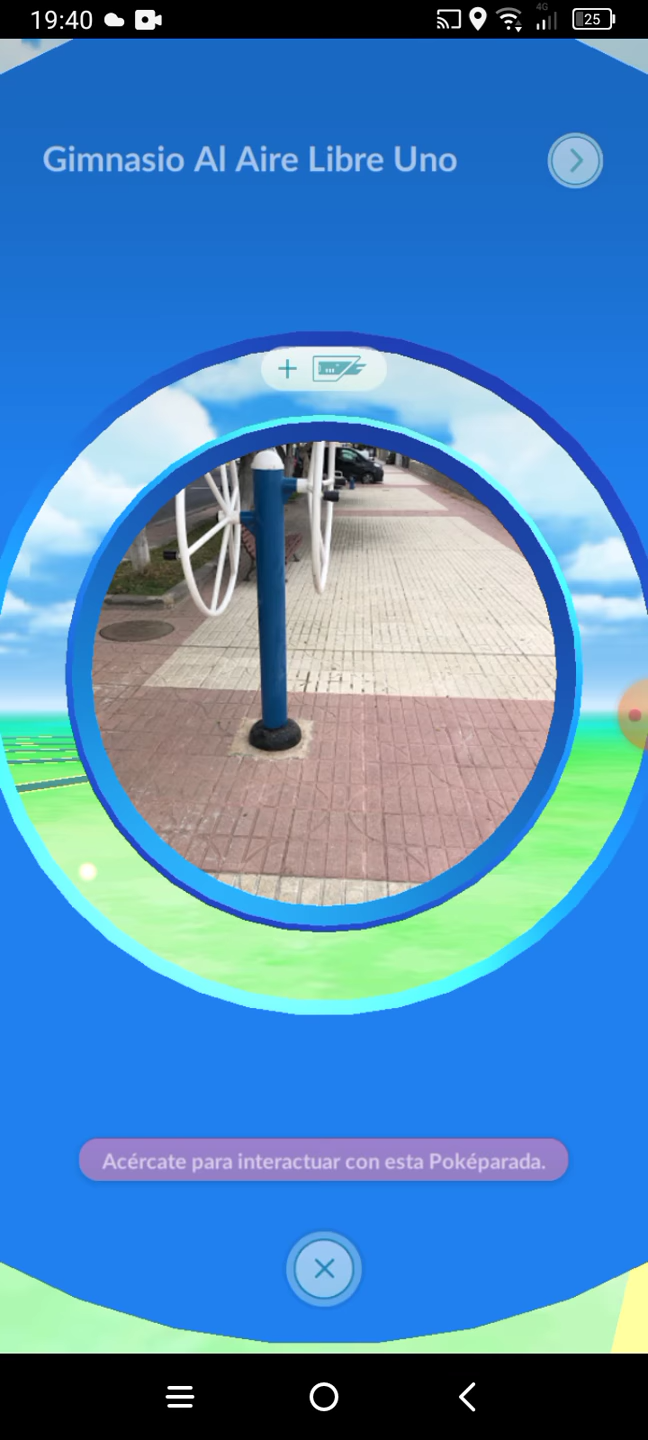 19:40
4G
25
Gimnasio Al Aire Libre Uno
Acércate para interactuar con esta Poképarada.